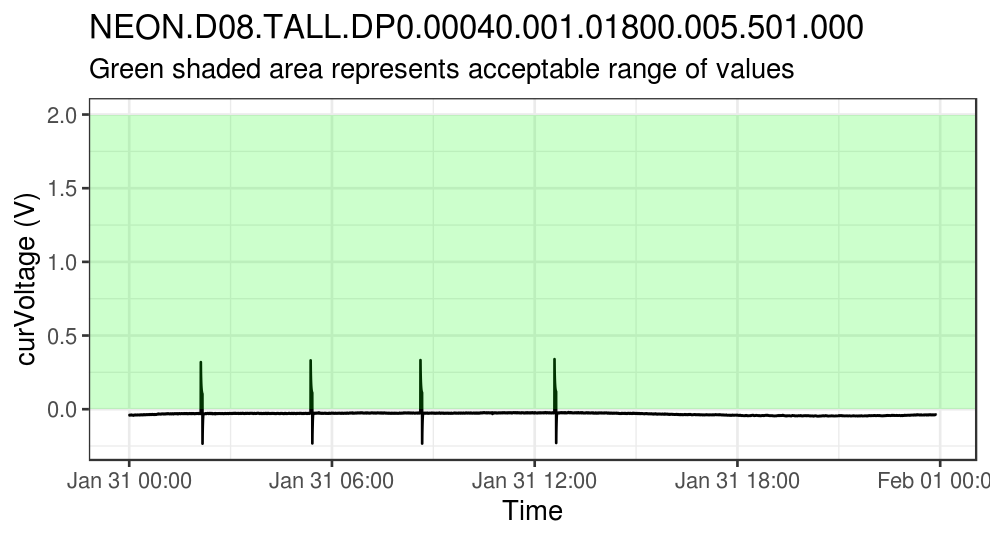 NEON.D08.TALL.DP0.00040.001.01800.005.501.000
Green shaded area represents acceptable range of values
curVoltage (V)
2.0
1.5
1.0
0.5
0.0
Jan 31 00:00 Jan 31 06:00 Jan 31 12:00 Jan 31 18:00 Feb 01 00:0
Time